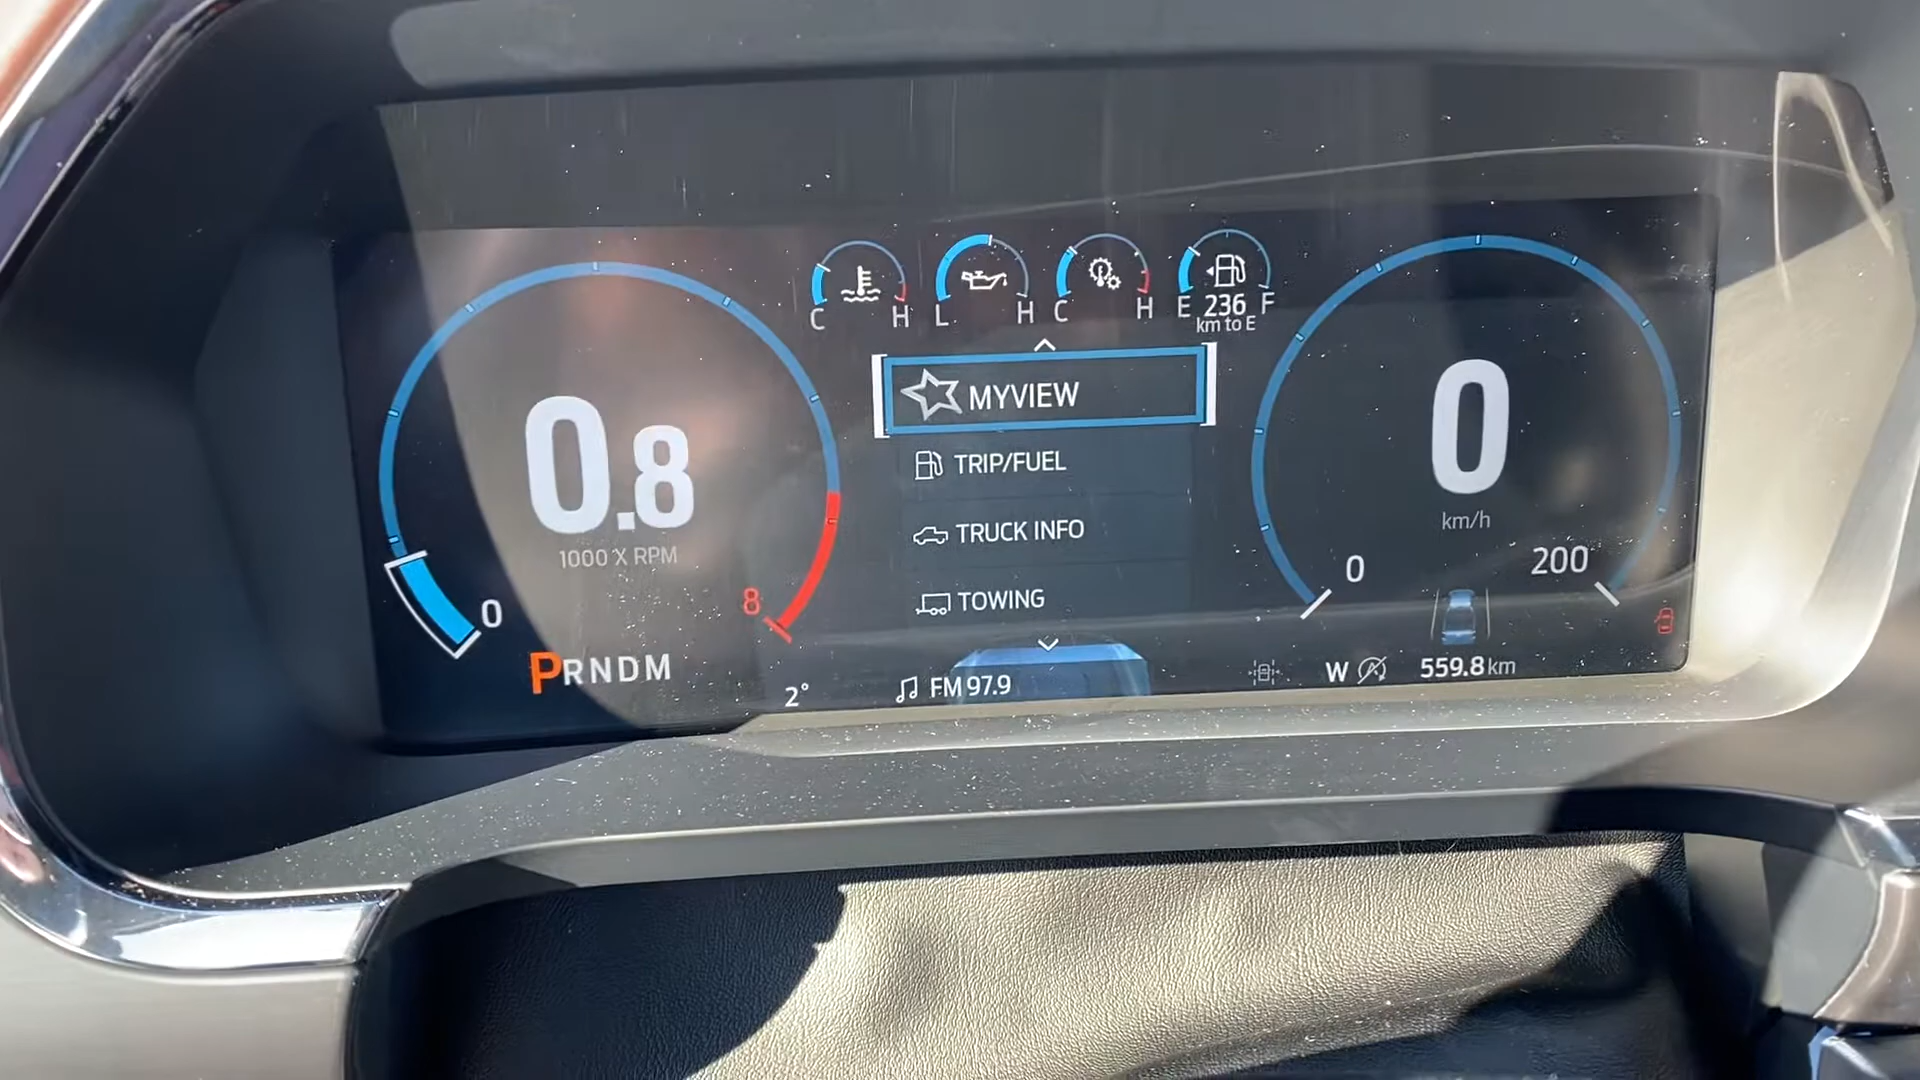 C H L H C H E 236 F
km to E
MYVIEW
TRIP/FUEL
TRUCK INFO
TOWING
0.8
1000 X RPM
0 8
PRNDM
2°
FM 97.9
0
km/h
0 200
W
559.8 km